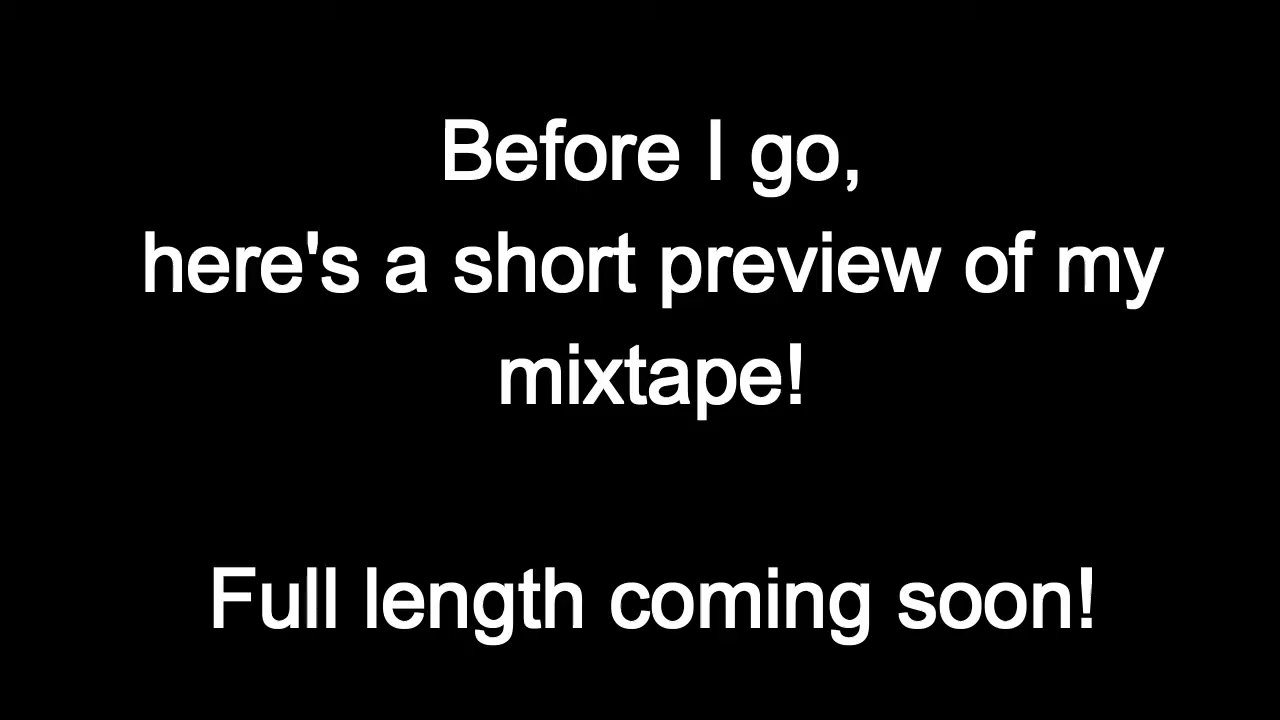 Before I go,
here's a short preview of my
mixtape!
Full length coming soon!